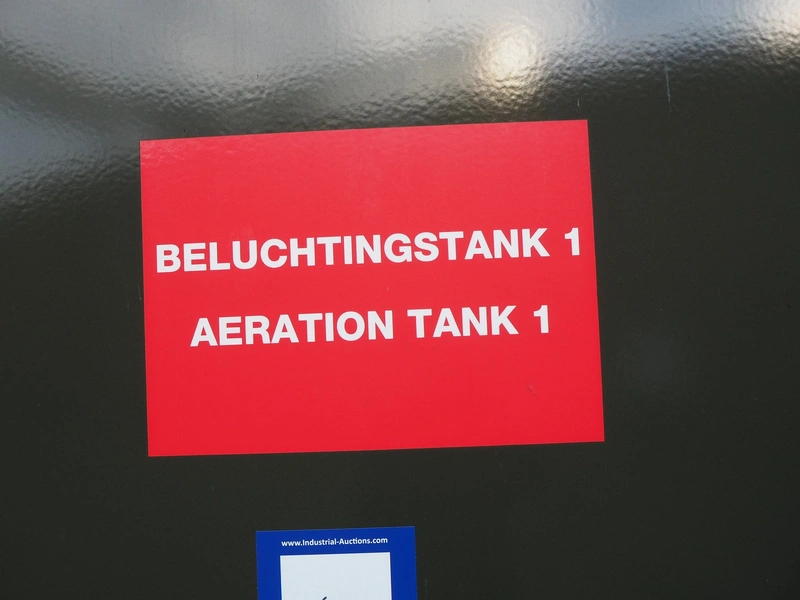 BELUCHTINGSTANK 1
AERATION TANK 1
www.Industrial-Auctions.com